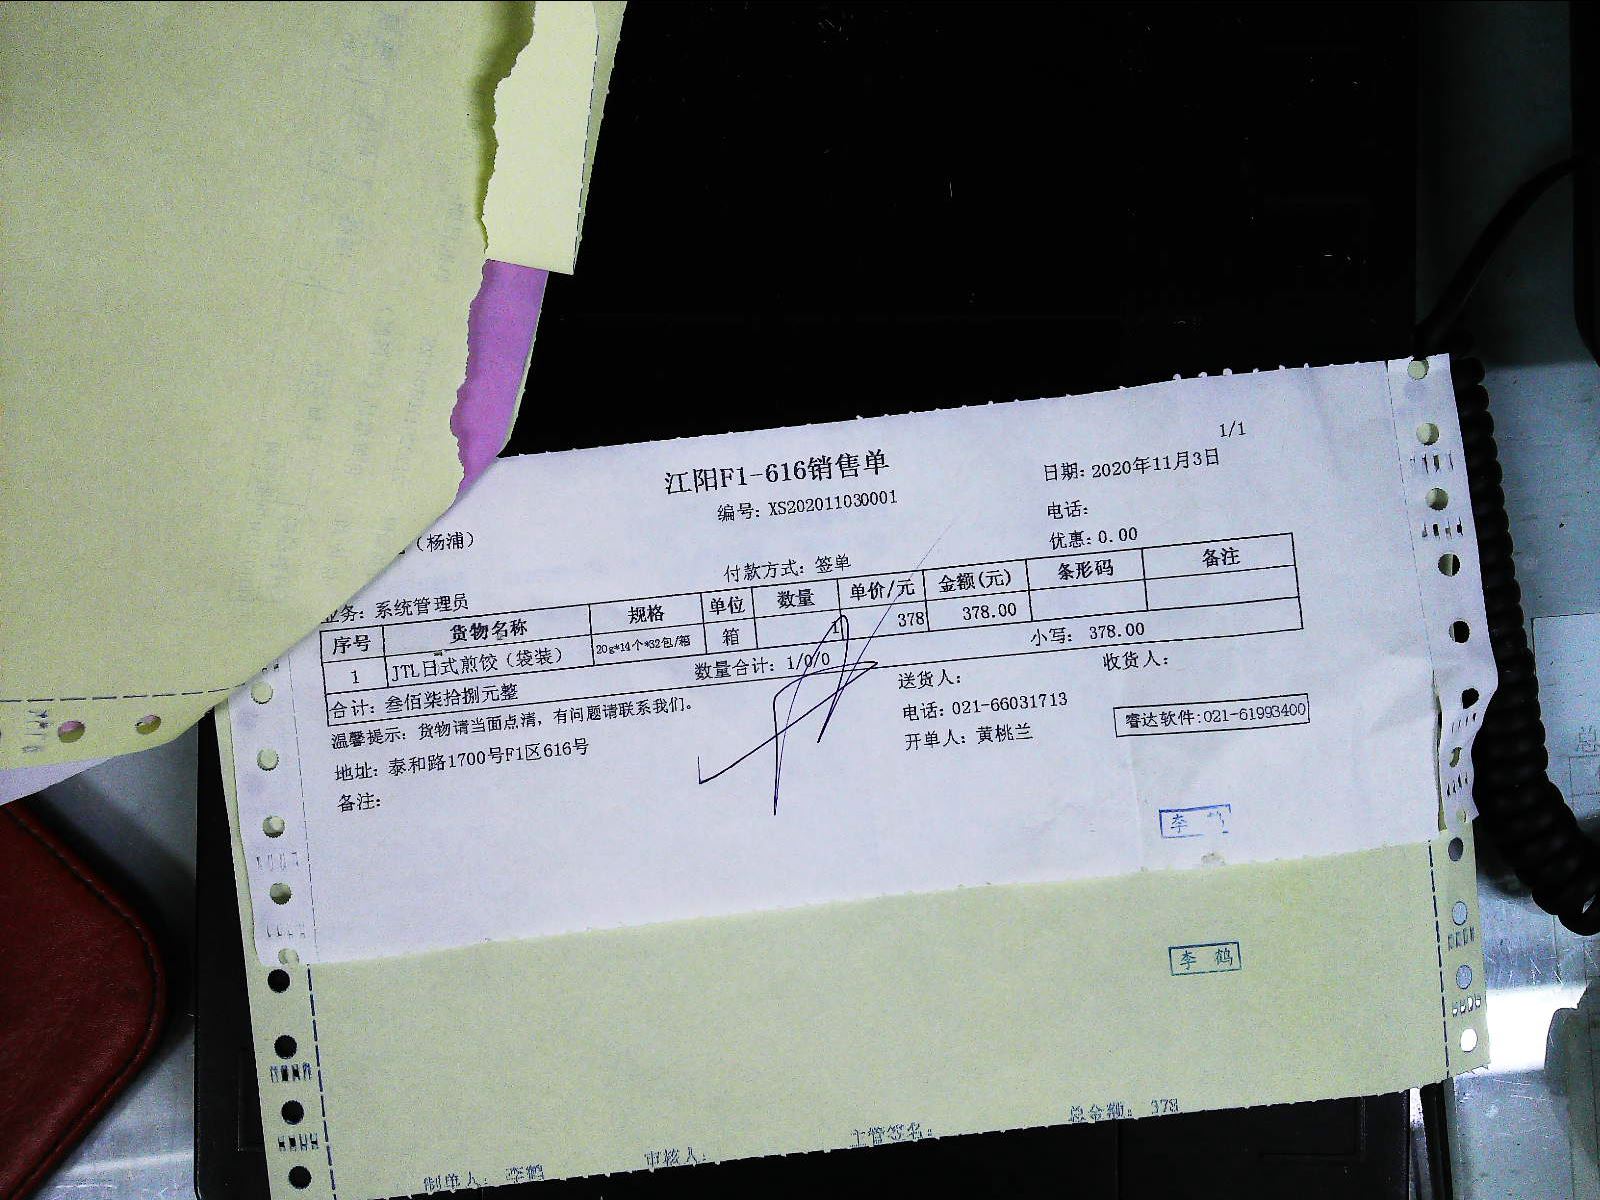 1/1
江阳F1-616销售单
编号: XS202011030001
日期: 2020年11月3日
(杨浦)
电话:
优惠: 0.00
付款方式: 签单
业务: 系统管理员
序号 货物名称 规格 单位 数量 单价/元 金额(元) 条形码 备注
1 JTL日式煎饺(袋装) 20g*14个*32包/箱 箱 1 378 378.00
合计: 叁佰柒拾捌元整 数量合计: 1/0/0 小写: 378.00
温馨提示: 货物请当面点清, 有问题请联系我们。
送货人: 收货人:
地址: 泰和路1700号F1区616号
电话: 021-66031713
睿达软件:021-61993400
开单人: 黄桃兰
备注:
李
李 鹤
总金额: 378
主管签名:
审核人:
制单人: 李鹤